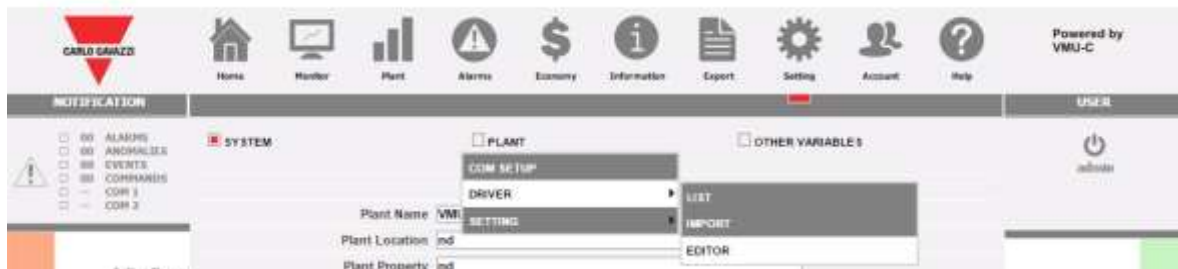 CARLO GAVAZZI
Home
Monitor
Plant
Alarms
Economy
Information
Export
Setting
Account
Help
Powered by
VMU-C
NOTIFICATION
USER
00 ALARMS
00 ANOMALIES
00 EVENTS
00 COMMANDS
-- COM 1
-- COM 2
SYSTEM
PLANT
OTHER VARIABLES
admin
COM SETUP
DRIVER
SETTING
LIST
IMPORT
EDITOR
Plant Name VMU
Plant Location nd
Plant Property nd